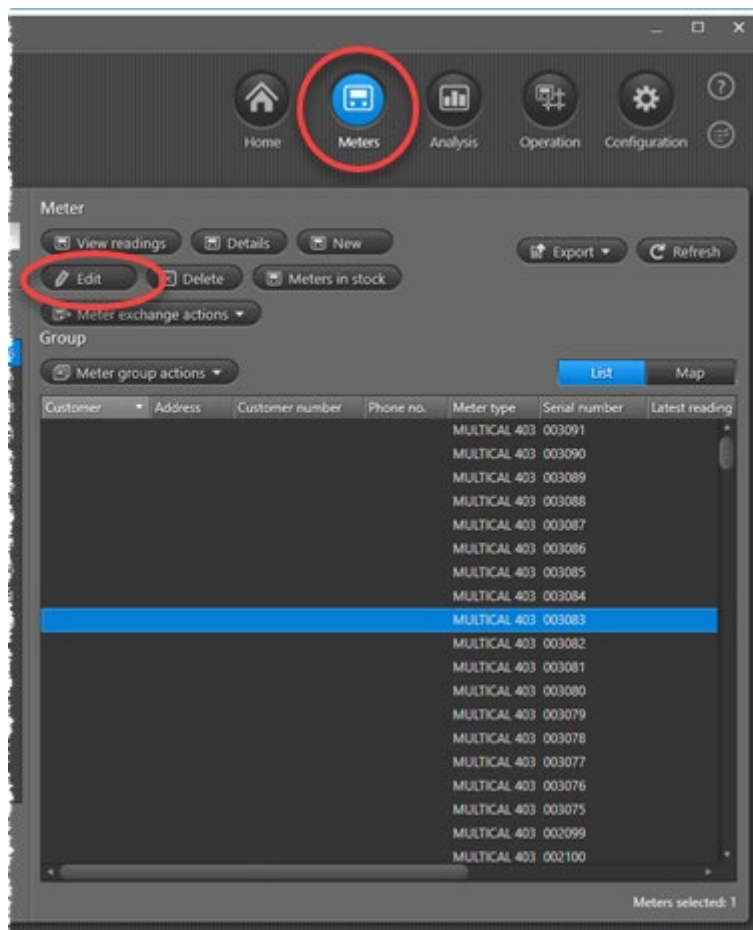 Home Meters Analysis Operation Configuration
Meter
View readings Details New
Export Refresh
Edit Delete Meters in stock
Meter exchange actions
Group
Meter group actions
List Map
Customer Address Customer number Phone no. Meter type Serial number Latest reading
MULTICAL 403 003091
MULTICAL 403 003090
MULTICAL 403 003089
MULTICAL 403 003088
MULTICAL 403 003087
MULTICAL 403 003086
MULTICAL 403 003085
MULTICAL 403 003084
MULTICAL 403 003083
MULTICAL 403 003082
MULTICAL 403 003081
MULTICAL 403 003080
MULTICAL 403 003079
MULTICAL 403 003078
MULTICAL 403 003077
MULTICAL 403 003076
MULTICAL 403 003075
MULTICAL 403 002099
MULTICAL 403 002100
Meters selected: 1